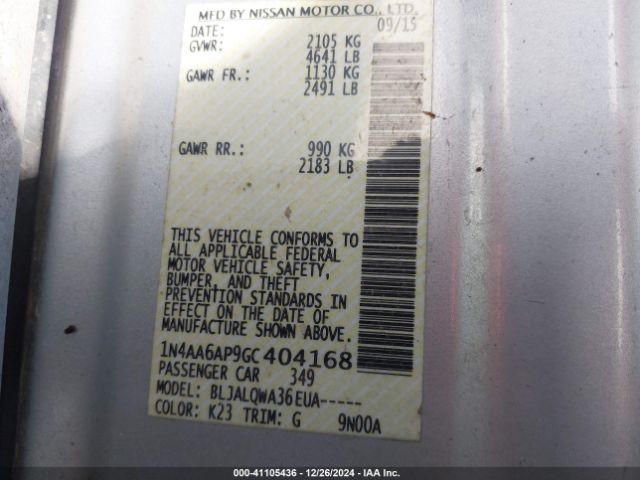 MFD BY NISSAN MOTOR CO., LTD.
DATE: 09/15
GVWR: 2105 KG
4641 LB
GAWR FR.: 1130 KG
2491 LB
GAWR RR.: 990 KG
2183 LB
THIS VEHICLE CONFORMS TO
ALL APPLICABLE FEDERAL
MOTOR VEHICLE SAFETY,
BUMPER, AND THEFT
PREVENTION STANDARDS IN
EFFECT ON THE DATE OF
MANUFACTURE SHOWN ABOVE.
1N4AA6AP9GC404168
PASSENGER CAR 349
MODEL: BLJALQWA36EUA-----
COLOR: K23 TRIM: G 9N00A
000-41105436 - 12/26/2024 - IAA Inc.